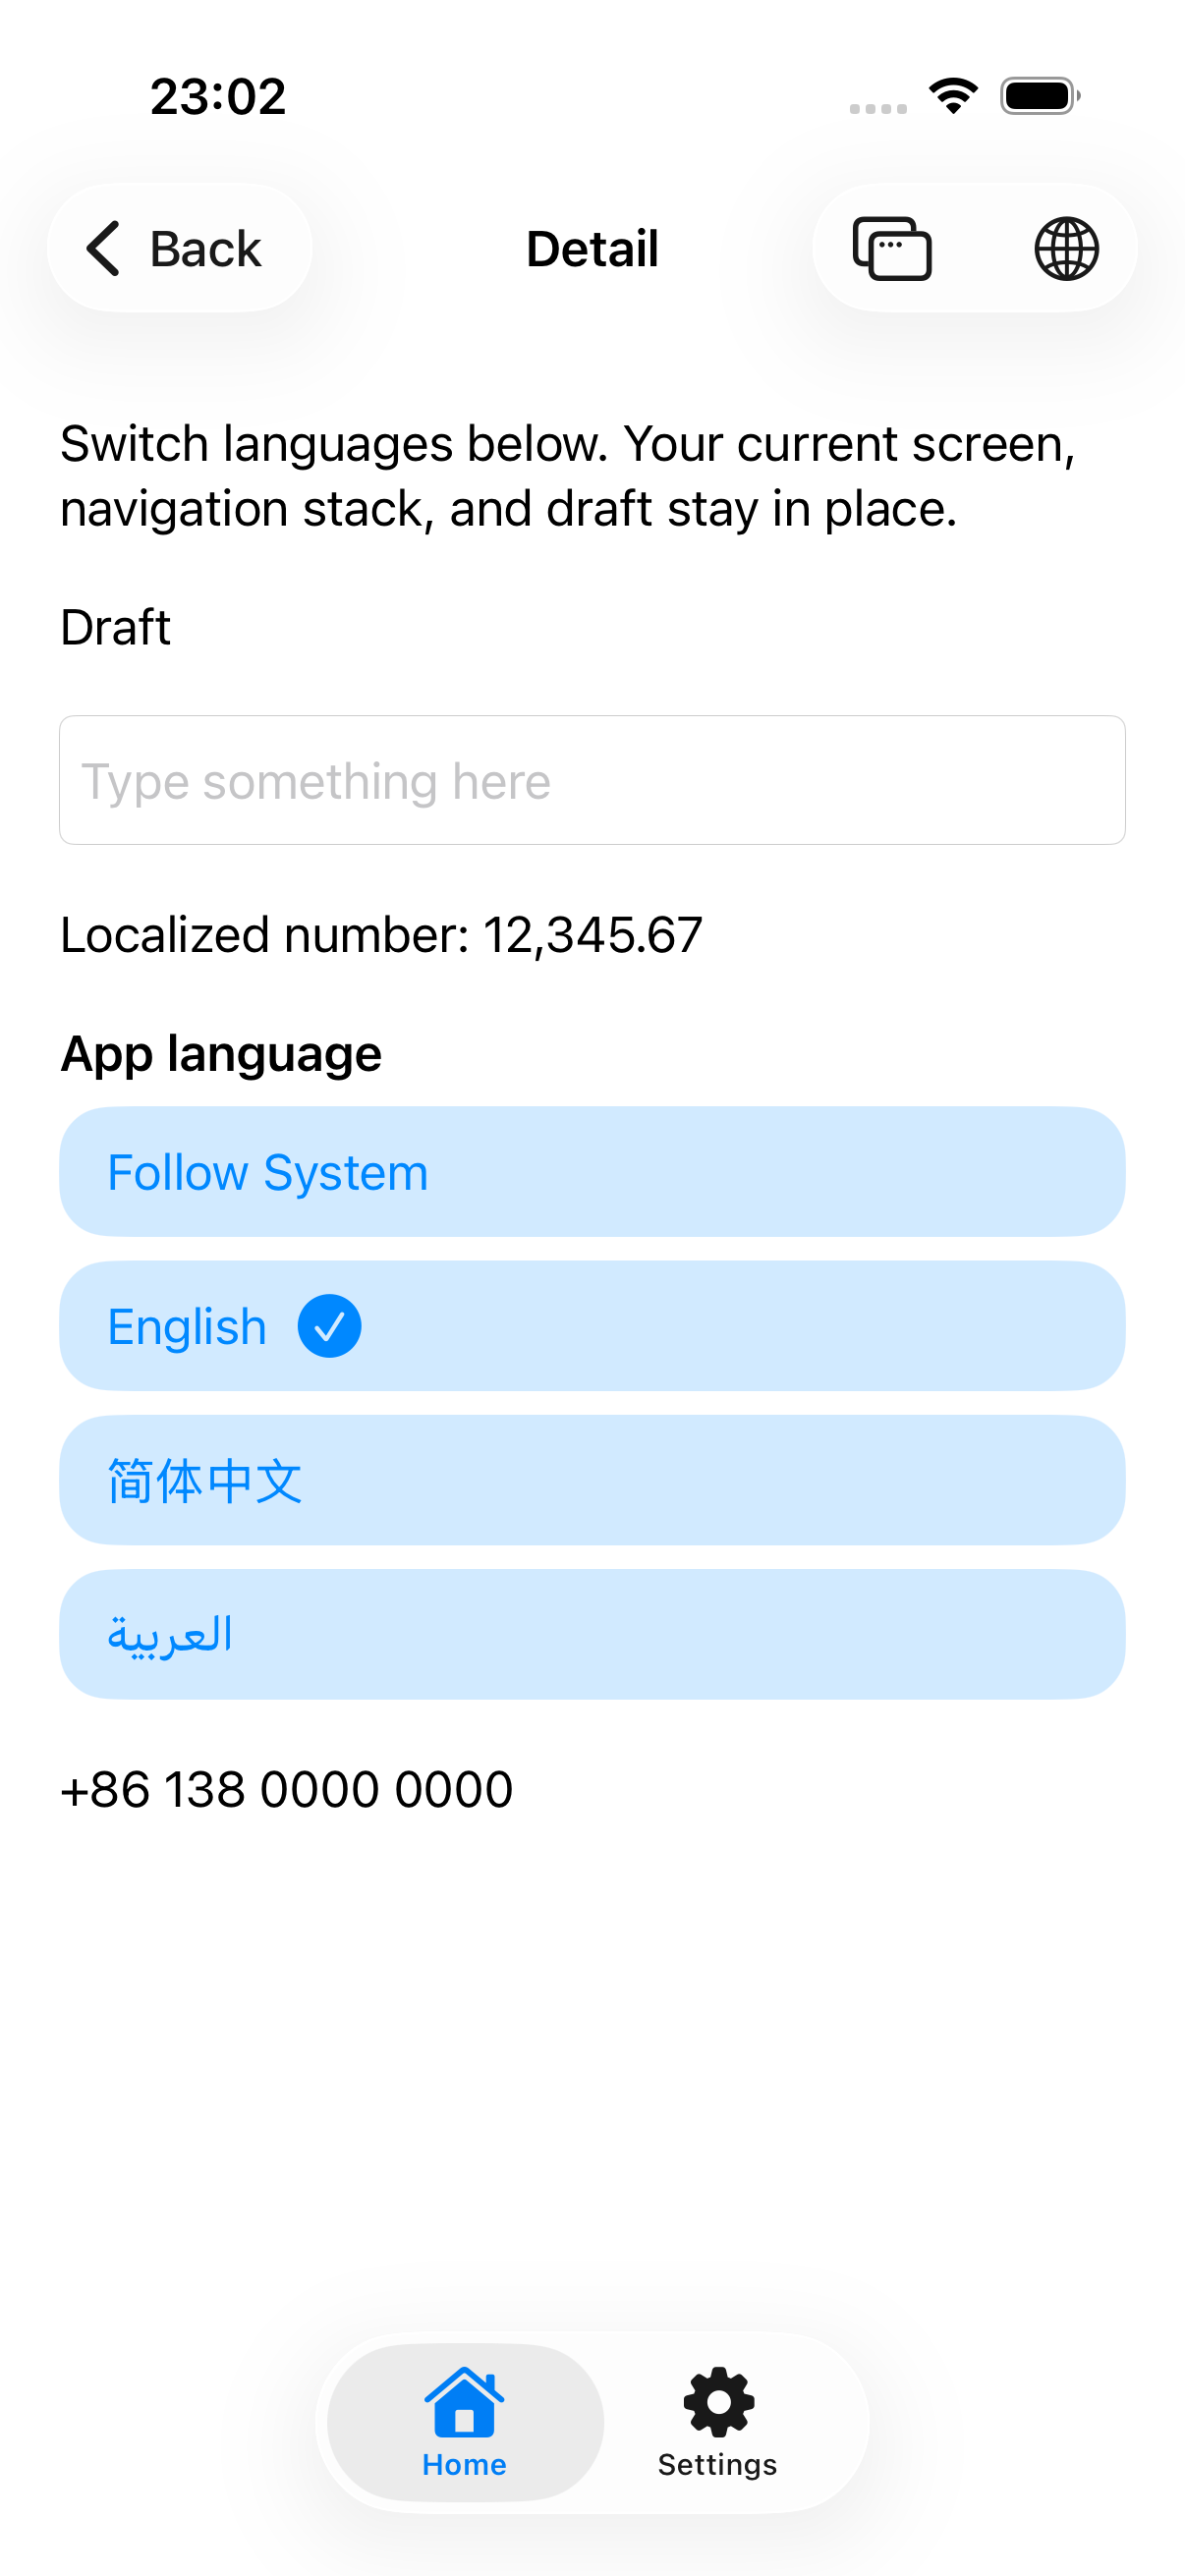 23:02
Back
Detail
Switch languages below. Your current screen,
navigation stack, and draft stay in place.
Draft
Type something here
Localized number: 12,345.67
App language
Follow System
English
简体中文
العربية
+86 138 0000 0000
Home
Settings